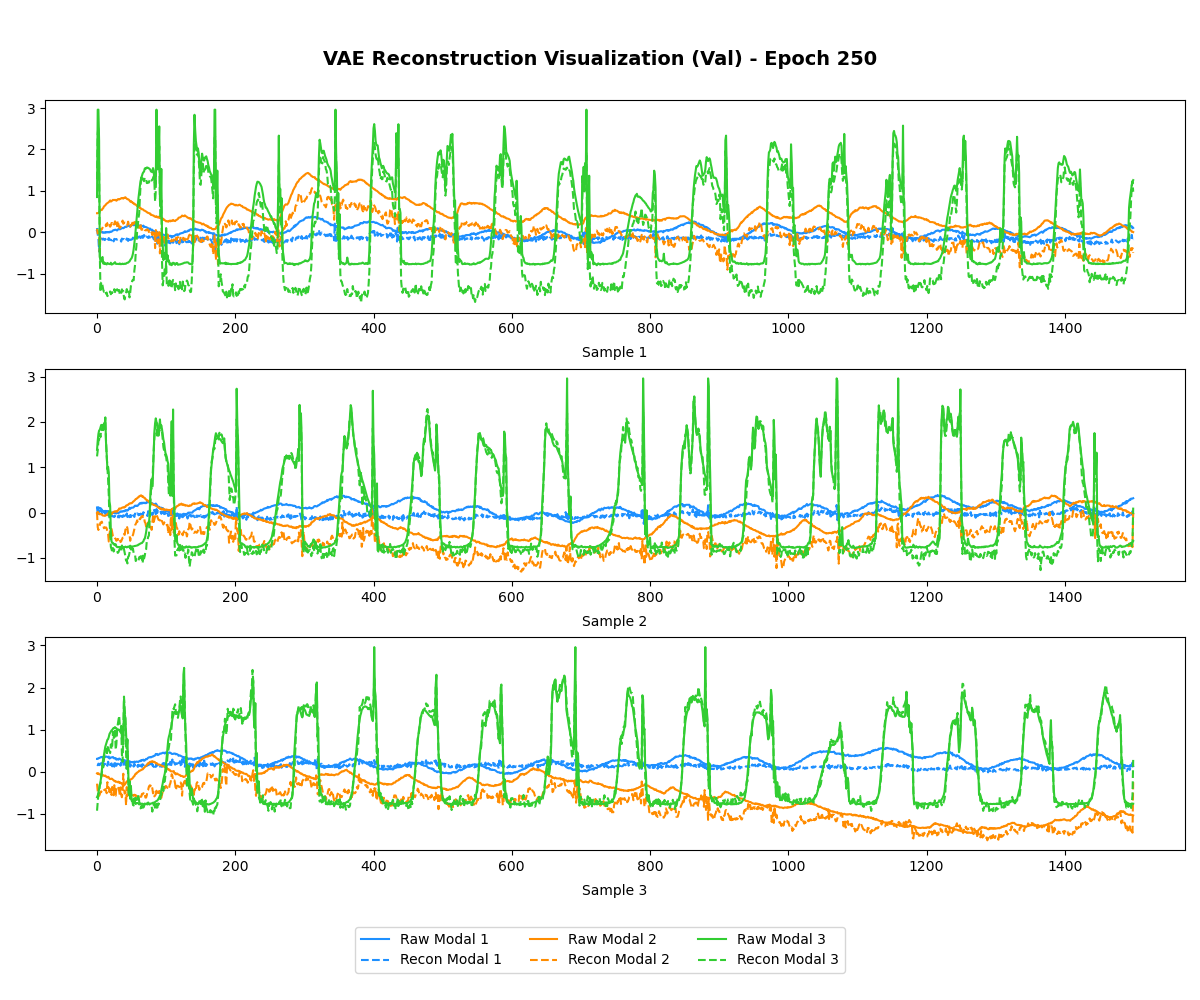 VAE Reconstruction Visualization (Val) - Epoch 250
3
2
1
0
−1
0 200 400 600 800 1000 1200 1400
Sample 1
3
2
1
0
−1
0 200 400 600 800 1000 1200 1400
Sample 2
3
2
1
0
−1
0 200 400 600 800 1000 1200 1400
Sample 3
Raw Modal 1 Raw Modal 2 Raw Modal 3
Recon Modal 1 Recon Modal 2 Recon Modal 3